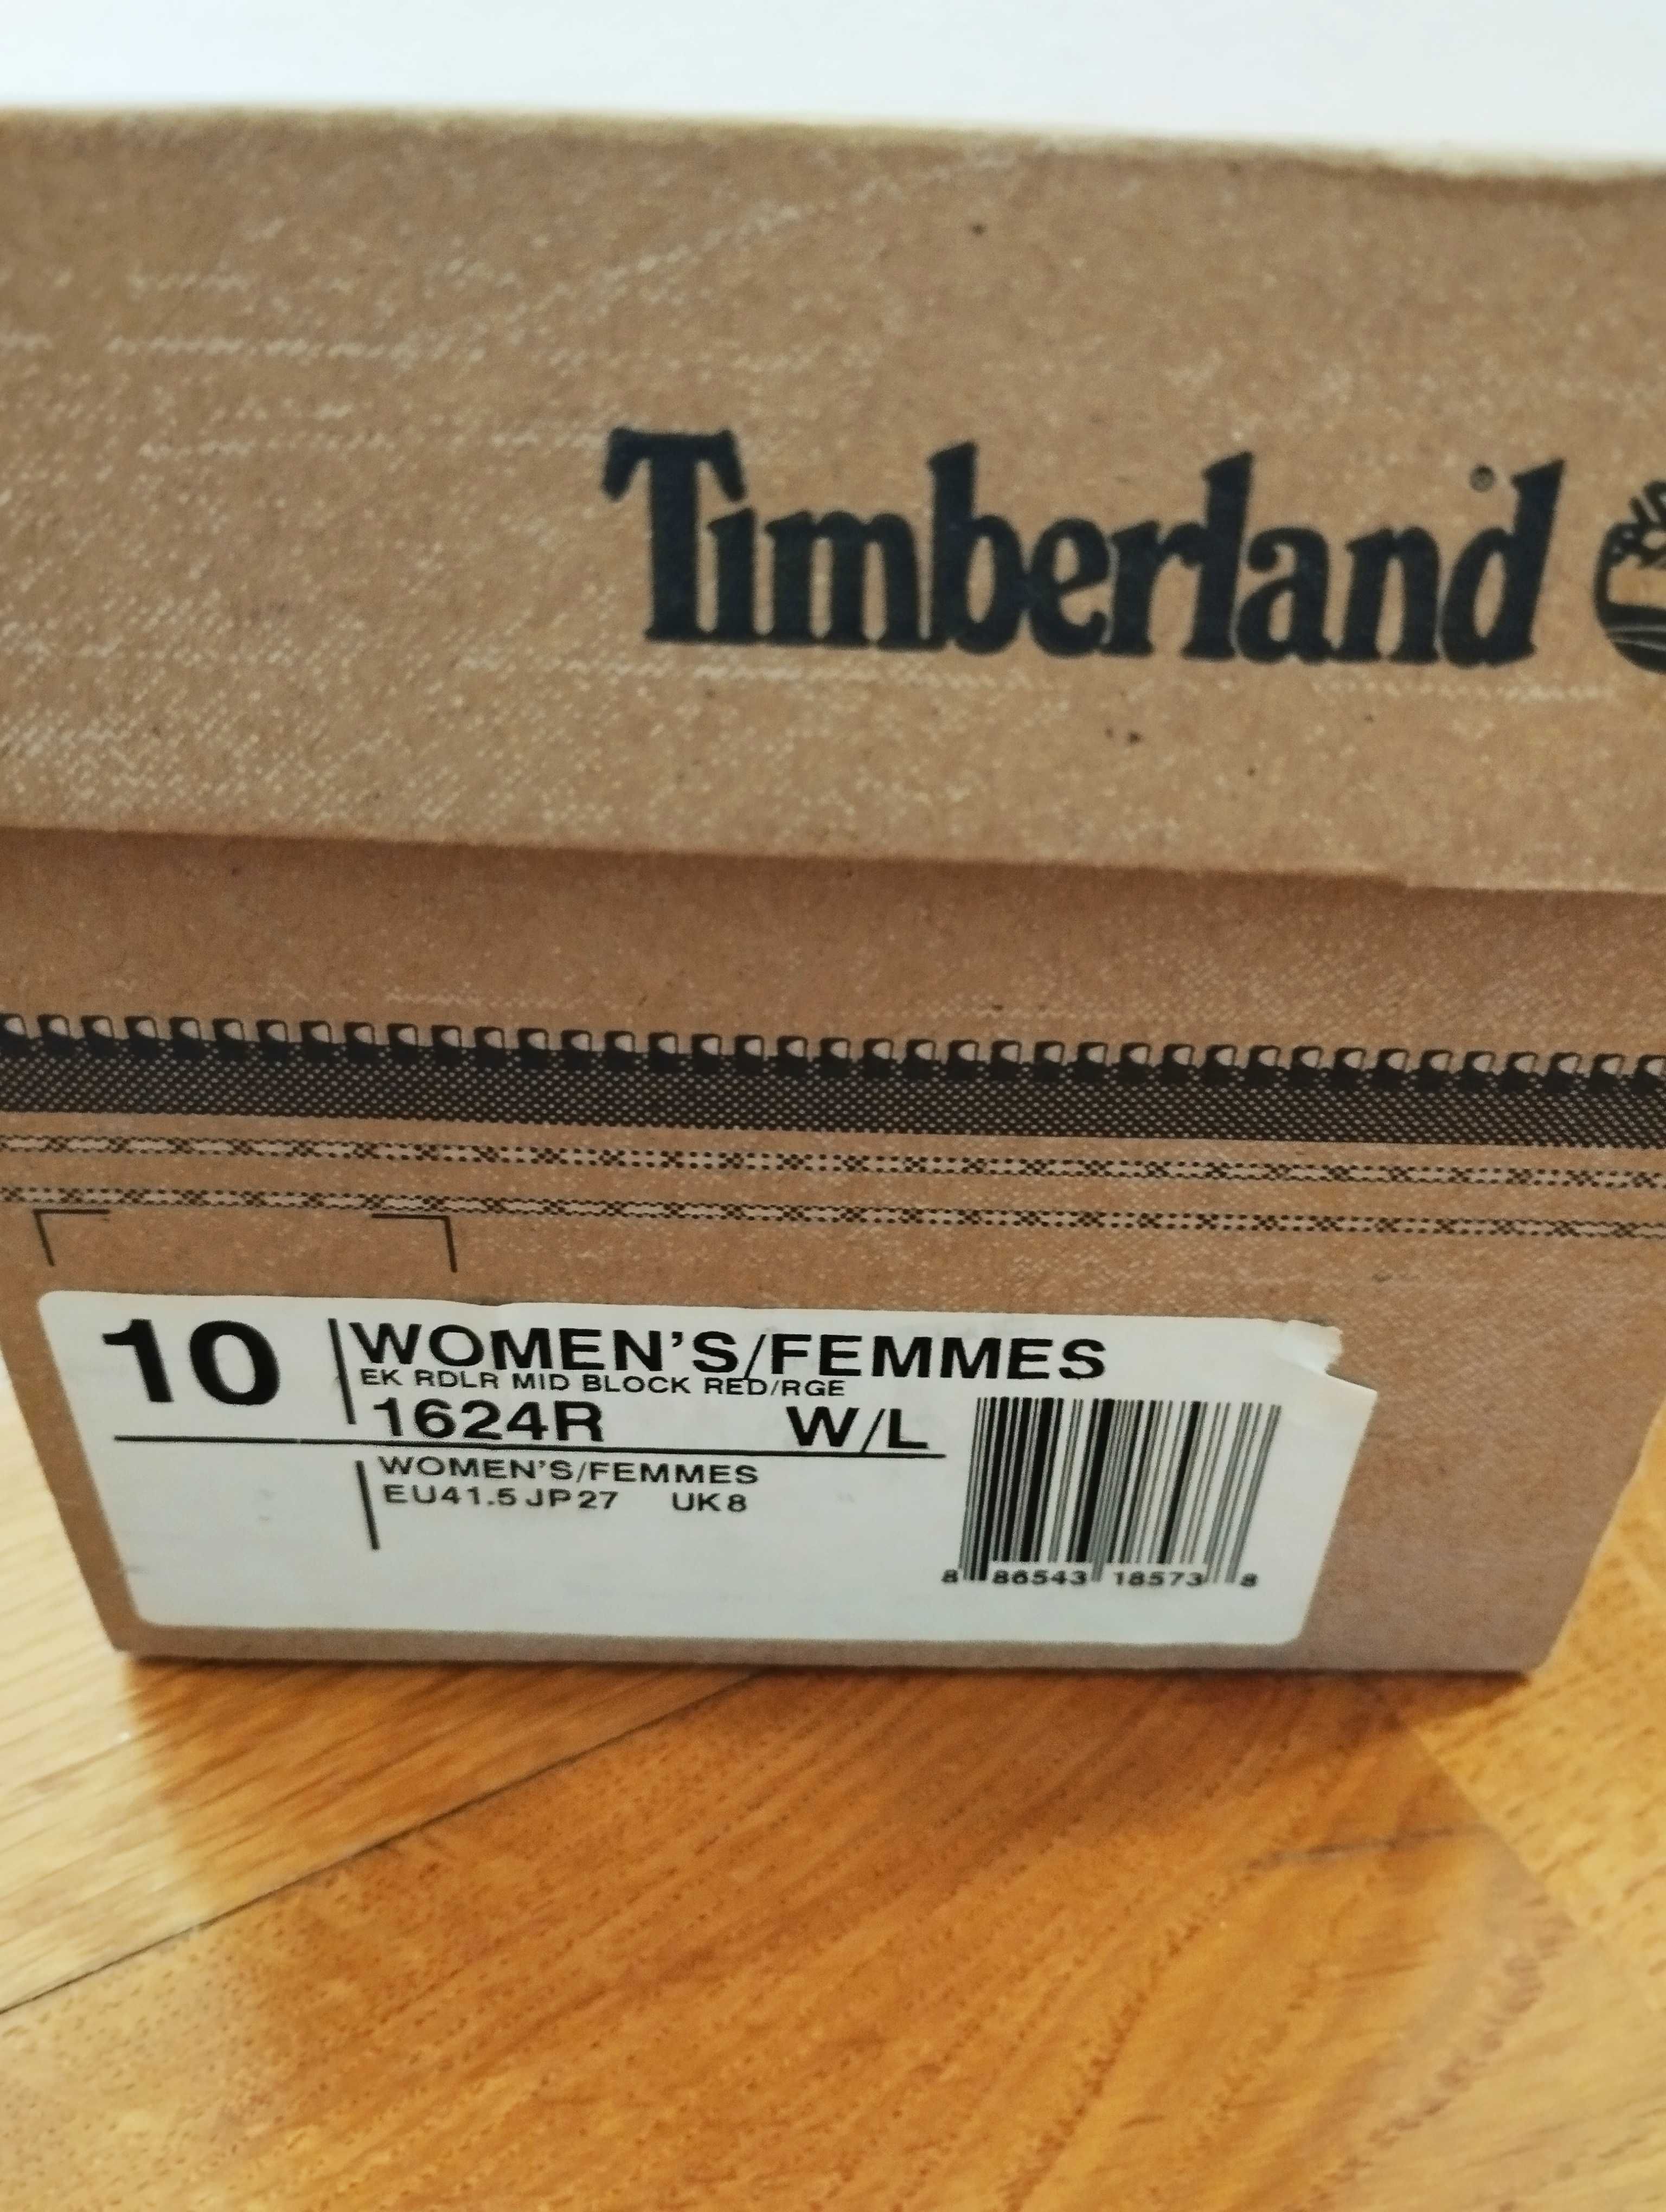 Timberland®
10 WOMEN'S/FEMMES
EK RDLR MID BLOCK RED/RGE
1624R W/L
WOMEN'S/FEMMES
EU41.5 JP27 UK8
8 86543 18573 8